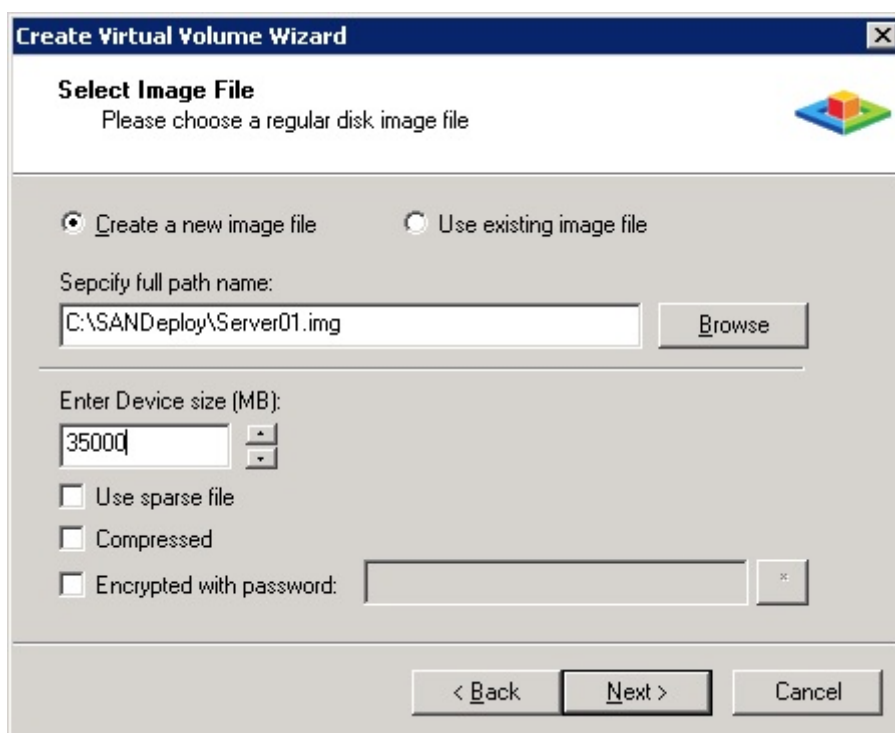 Create Virtual Volume Wizard
Select Image File
Please choose a regular disk image file
Create a new image file
Use existing image file
Sepcify full path name:
C:\SANDeploy\Server01.img
Browse
Enter Device size (MB):
35000
Use sparse file
Compressed
Encrypted with password:
*
< Back
Next >
Cancel